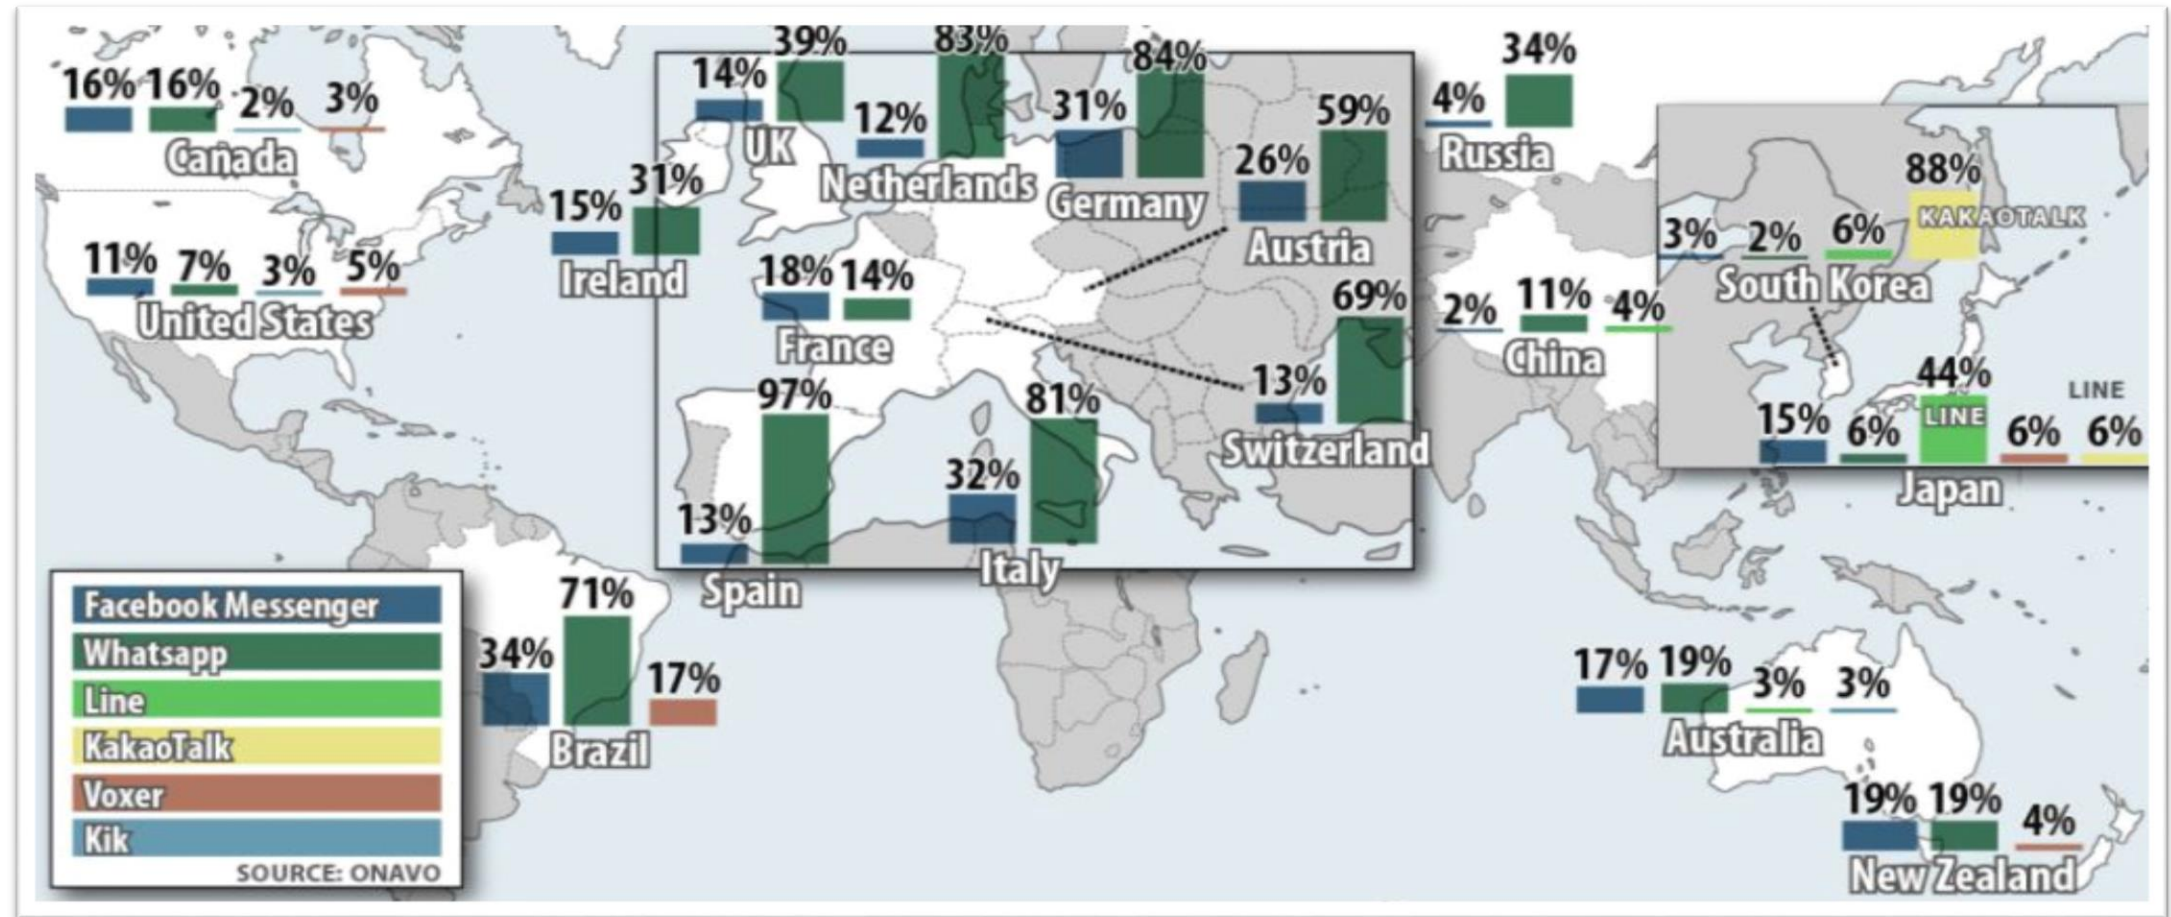 16% 16% 2% 3%
Canada
11% 7% 3% 5%
United States
14% 39%
UK
12% 83%
Netherlands
31% 84%
Germany
26% 59%
Austria
15% 31%
Ireland
18% 14%
France
13% 69%
Switzerland
13% 97%
Spain
32% 81%
Italy
4% 34%
Russia
2% 11% 4%
China
3% 2% 6% 88%
KAKAOTALK
South Korea
15% 6% 44% 6% 6%
LINE
LINE
Japan
34% 71% 17%
Brazil
17% 19% 3% 3%
Australia
19% 19% 4%
New Zealand
Facebook Messenger
Whatsapp
Line
KakaoTalk
Voxer
Kik
SOURCE: ONAVO